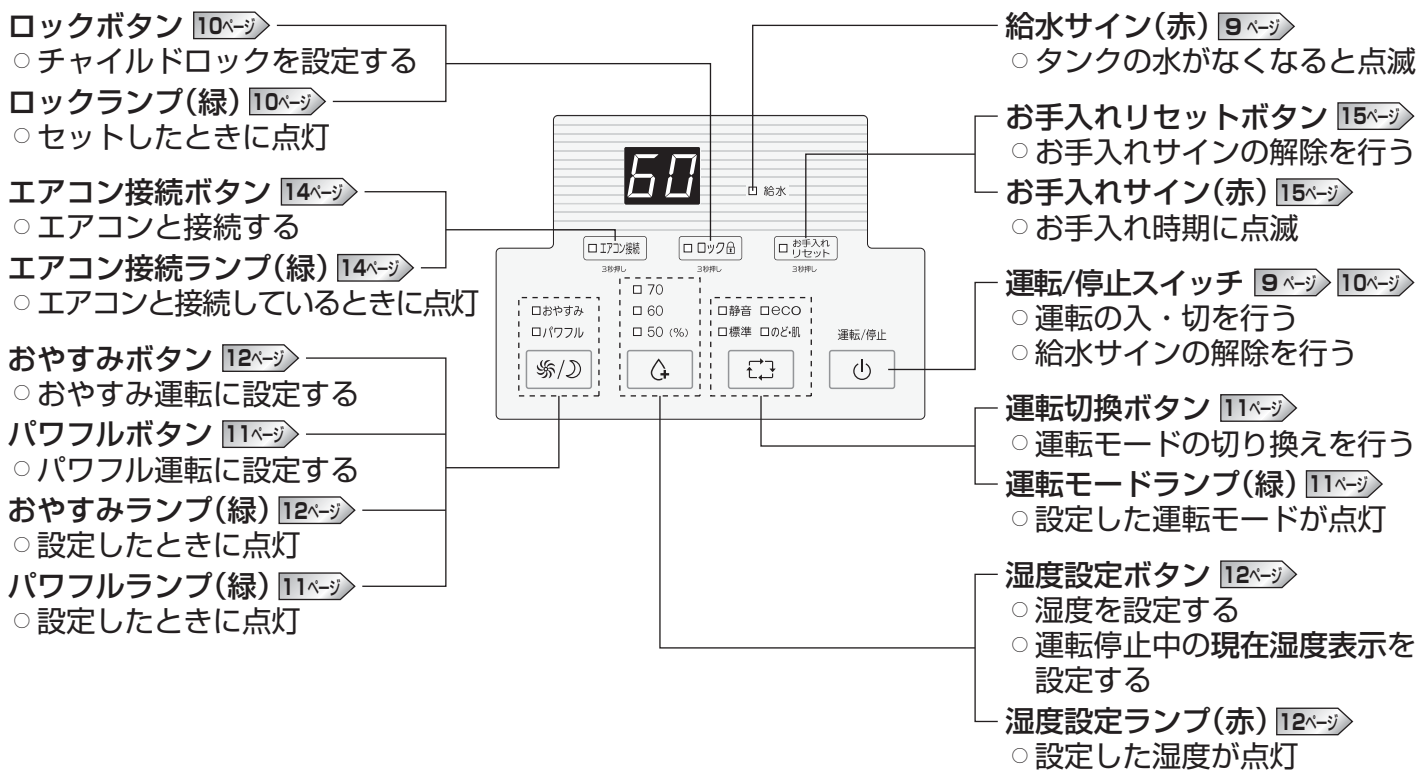 ロックボタン 10ページ
○チャイルドロックを設定する
ロックランプ(緑) 10ページ
○セットしたときに点灯
エアコン接続ボタン 14ページ
○エアコンと接続する
エアコン接続ランプ(緑) 14ページ
○エアコンと接続しているときに点灯
おやすみボタン 12ページ
○おやすみ運転に設定する
パワフルボタン 11ページ
○パワフル運転に設定する
おやすみランプ(緑) 12ページ
○設定したときに点灯
パワフルランプ(緑) 11ページ
○設定したときに点灯
60
給水
エアコン接続
ロック
お手入れ
リセット
3秒押し
3秒押し
3秒押し
おやすみ
パワフル
70
60
50 (%)
静音 eco
標準 のど・肌
運転/停止
給水サイン(赤) 9ページ
○タンクの水がなくなると点滅
お手入れリセットボタン 15ページ
○お手入れサインの解除を行う
お手入れサイン(赤) 15ページ
○お手入れ時期に点滅
運転/停止スイッチ 9ページ 10ページ
○運転の入・切を行う
○給水サインの解除を行う
運転切換ボタン 11ページ
○運転モードの切り換えを行う
運転モードランプ(緑) 11ページ
○設定した運転モードが点灯
湿度設定ボタン 12ページ
○湿度を設定する
○運転停止中の現在湿度表示を
設定する
湿度設定ランプ(赤) 12ページ
○設定した湿度が点灯